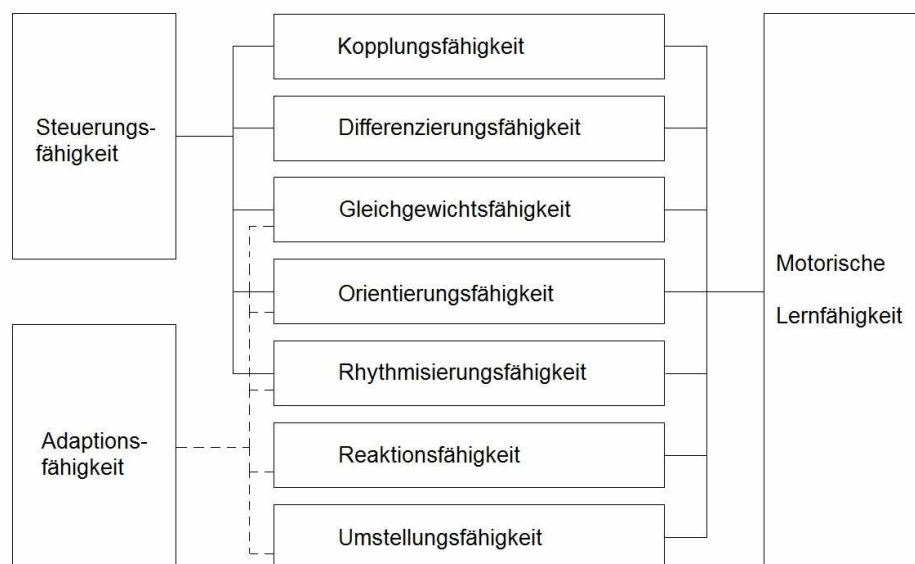 Steuerungs-
fähigkeit
Adaptions-
fähigkeit
Kopplungsfähigkeit
Differenzierungsfähigkeit
Gleichgewichtsfähigkeit
Orientierungsfähigkeit
Rhythmisierungsfähigkeit
Reaktionsfähigkeit
Umstellungsfähigkeit
Motorische
Lernfähigkeit